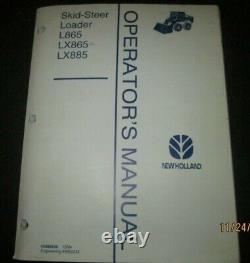 Skid-Steer
Loader
L865
LX865
LX885
OPERATOR'S MANUAL
NEW HOLLAND
11/24/